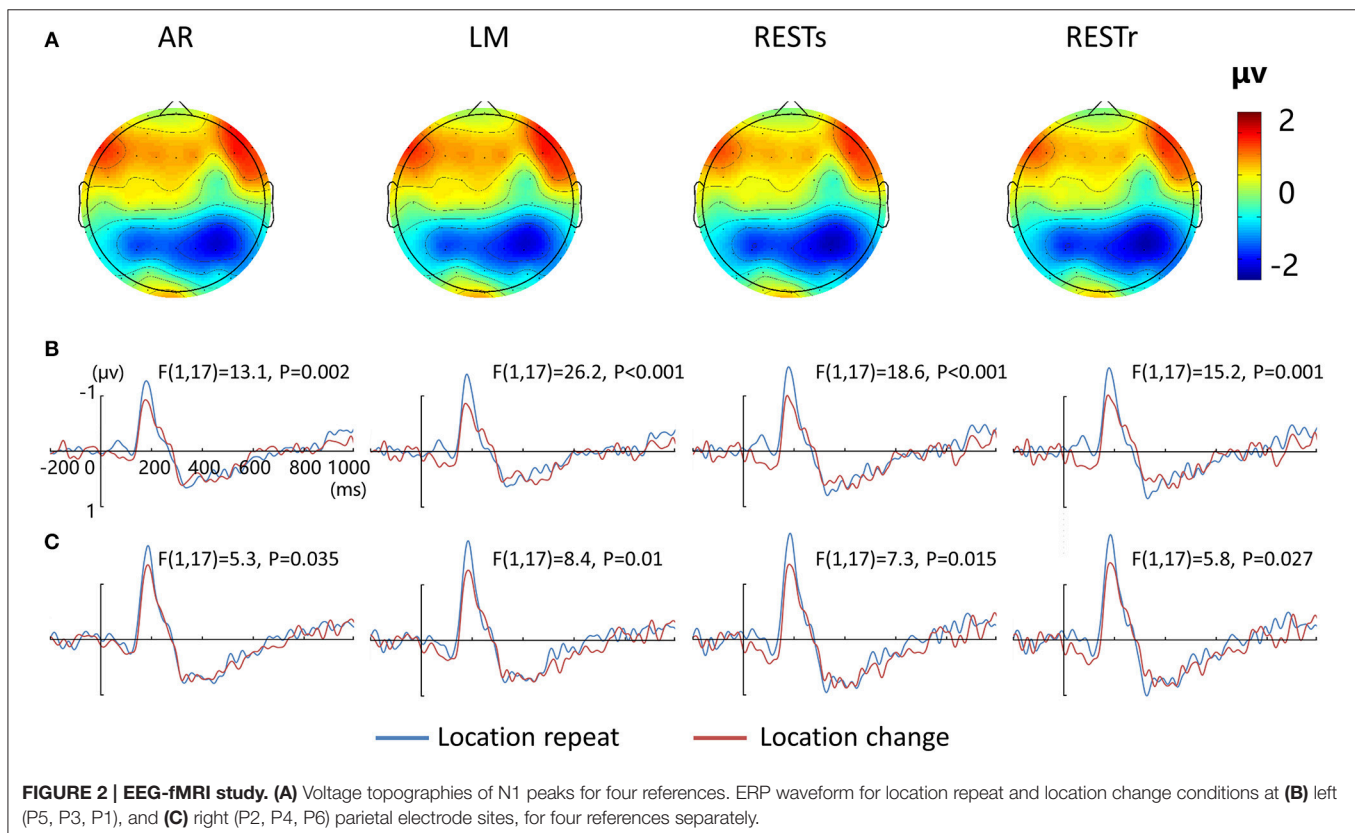 A AR LM RESTs RESTr
µv
2
0
-2
B (µv) F(1,17)=13.1, P=0.002 F(1,17)=26.2, P<0.001 F(1,17)=18.6, P<0.001 F(1,17)=15.2, P=0.001
-1
-200 0 200 400 600 800 1000
(ms)
1
C F(1,17)=5.3, P=0.035 F(1,17)=8.4, P=0.01 F(1,17)=7.3, P=0.015 F(1,17)=5.8, P=0.027
Location repeat Location change
FIGURE 2 | EEG-fMRI study. (A) Voltage topographies of N1 peaks for four references. ERP waveform for location repeat and location change conditions at (B) left
(P5, P3, P1), and (C) right (P2, P4, P6) parietal electrode sites, for four references separately.